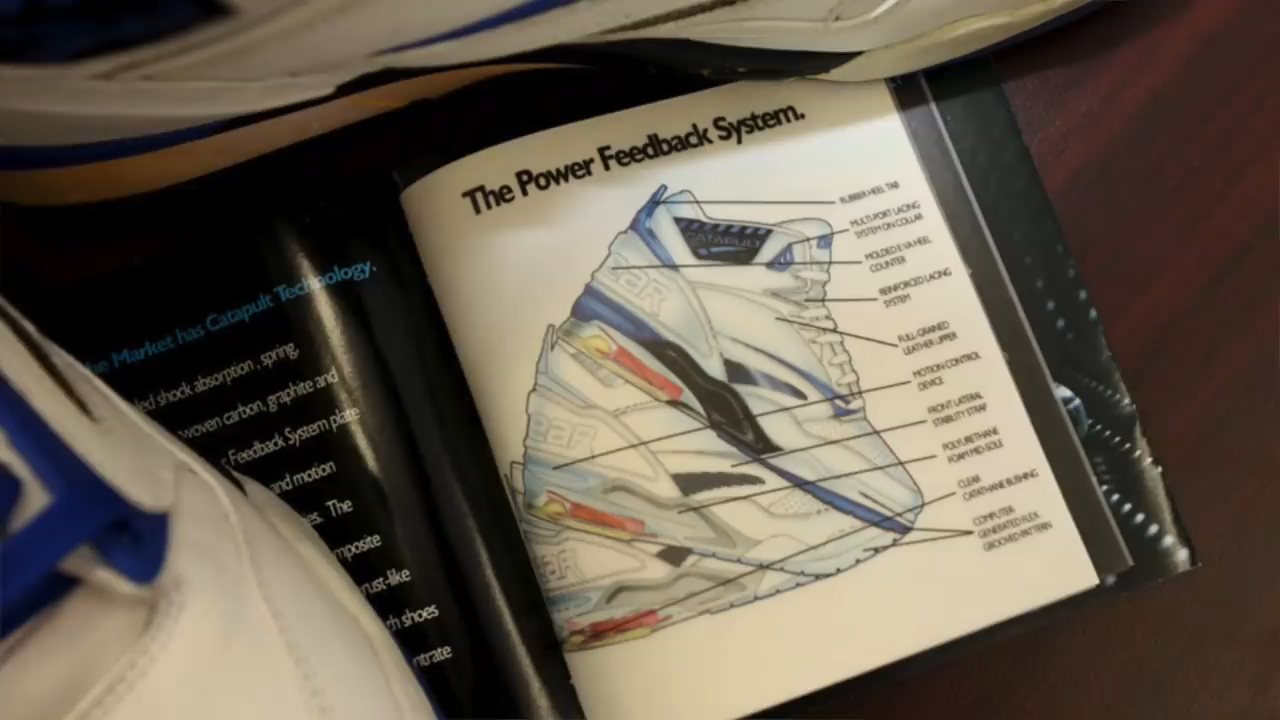 the Market has Catapult Technology.
led shock absorption, spring,
woven carbon, graphite and
Feedback System plate
and motion
The
mposite
rust-like
shoes
ntrate
The Power Feedback System.
CATAPULT
RUBBER HEEL TAB
MULTI-PORT LACING
SYSTEM ON COLLAR
MOLDED EVA HEEL
COUNTER
REINFORCED LACING
SYSTEM
FULL-GRAINED
LEATHER UPPER
MOTION CONTROL
DEVICE
FRONT LATERAL
STABILITY STRAP
POLYURETHANE
FOAM MID-SOLE
CLEAR
CATATHANE BUSHING
COMPUTER
GENERATED FLEX
GROOVED PATTERN